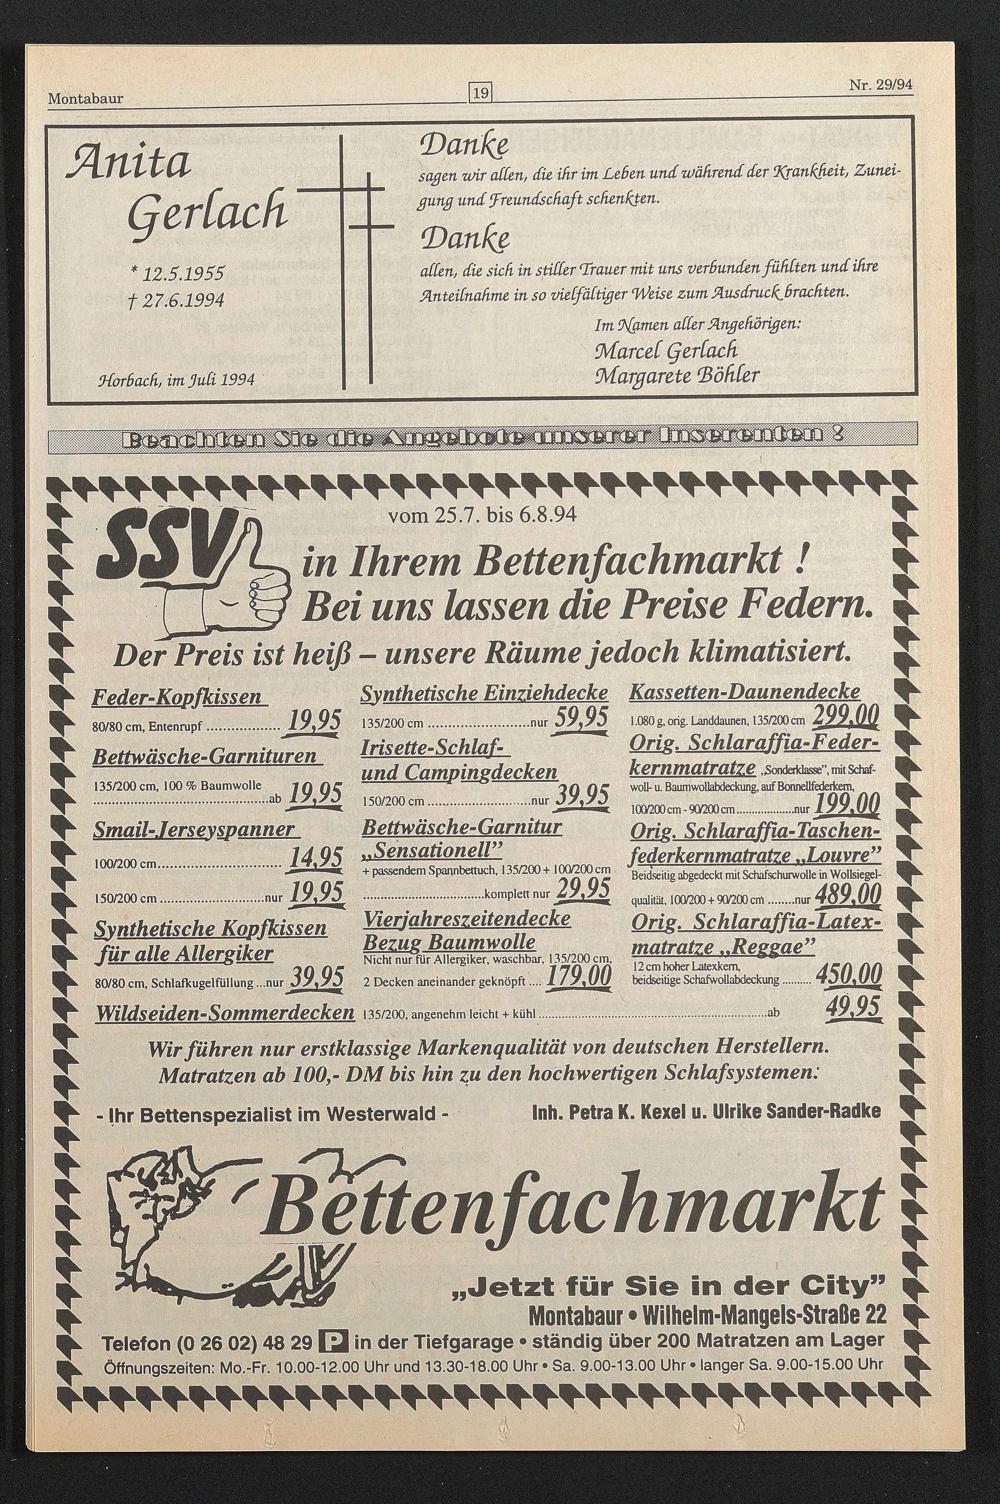 Montabaur
19
Nr. 29/94
Anita
Gerlach
* 12.5.1955
† 27.6.1994
Horbach, im Juli 1994
Danke
sagen wir allen, die ihr im Leben und während der Krankheit, Zunei-
gung und Freundschaft schenkten.
Danke
allen, die sich in stiller Trauer mit uns verbunden fühlten und ihre
Anteilnahme in so vielfältiger Weise zum Ausdruck brachten.
Im Namen aller Angehörigen:
Marcel Gerlach
Margarete Böhler
Beachten Sie die Angebote unserer Inserenten !
SSV
vom 25.7. bis 6.8.94
in Ihrem Bettenfachmarkt !
Bei uns lassen die Preise Federn.
Der Preis ist heiß – unsere Räume jedoch klimatisiert.
Feder-Kopfkissen
80/80 cm, Entenrupf .................. 19,95
Bettwäsche-Garnituren
135/200 cm, 100 % Baumwolle
..........................................ab 19,95
Smail-Jerseyspanner
100/200 cm.............................. 14,95
150/200 cm .........................nur 19,95
Synthetische Kopfkissen
für alle Allergiker
80/80 cm, Schlafkugelfüllung ...nur 39,95
Synthetische Einziehdecke
135/200 cm .........................nur 59,95
Irisette-Schlaf-
und Campingdecken
150/200 cm .........................nur 39,95
Bettwäsche-Garnitur
„Sensationell”
+ passendem Spannbettuch, 135/200 + 100/200 cm
.............................komplett nur 29,95
Vierjahreszeitendecke
Bezug Baumwolle
Nicht nur für Allergiker, waschbar, 135/200 cm,
2 Decken aneinander geknöpft .... 179,00
Kassetten-Daunendecke
1.080 g, orig. Landdaunen, 135/200 cm 299,00
Orig. Schlaraffia-Feder-
kernmatratze „Sonderklasse”, mit Schaf-
woll- u. Baumwollabdeckung, auf Bonnellfederkern,
100/200 cm - 90/200 cm..............nur 199,00
Orig. Schlaraffia-Taschen-
federkernmatratze „Louvre”
Beidseitig abgedeckt mit Schafschurwolle in Wollsiegel-
qualität, 100/200 + 90/200 cm ........nur 489,00
Orig. Schlaraffia-Latex-
matratze „Reggae”
12 cm hoher Latexkern,
beidseitige Schafwollabdeckung ......... 450,00
Wildseiden-Sommerdecken 135/200, angenehm leicht + kühl ......................................................ab 49,95
Wir führen nur erstklassige Markenqualität von deutschen Herstellern.
Matratzen ab 100,- DM bis hin zu den hochwertigen Schlafsystemen:
- Ihr Bettenspezialist im Westerwald -
Inh. Petra K. Kexel u. Ulrike Sander-Radke
Bettenfachmarkt
„Jetzt für Sie in der City”
Montabaur • Wilhelm-Mangels-Straße 22
Telefon (0 26 02) 48 29 P in der Tiefgarage • ständig über 200 Matratzen am Lager
Öffnungszeiten: Mo.-Fr. 10.00-12.00 Uhr und 13.30-18.00 Uhr • Sa. 9.00-13.00 Uhr • langer Sa. 9.00-15.00 Uhr